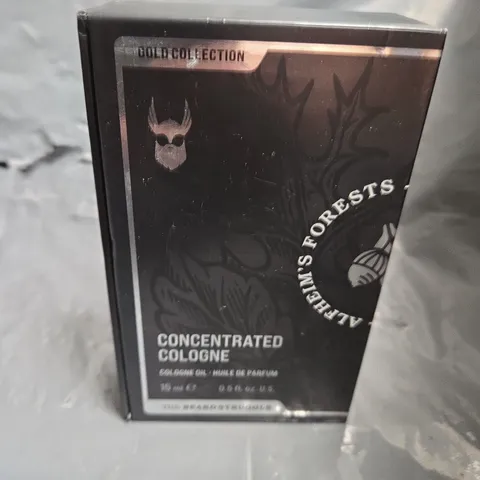 GOLD COLLECTION
ALFHEIM'S FORESTS
CONCENTRATED
COLOGNE
COLOGNE OIL · HUILE DE PARFUM
15 ml ℮ 0.5 fl. oz. U.S.
THE BEARD STRUGGLE